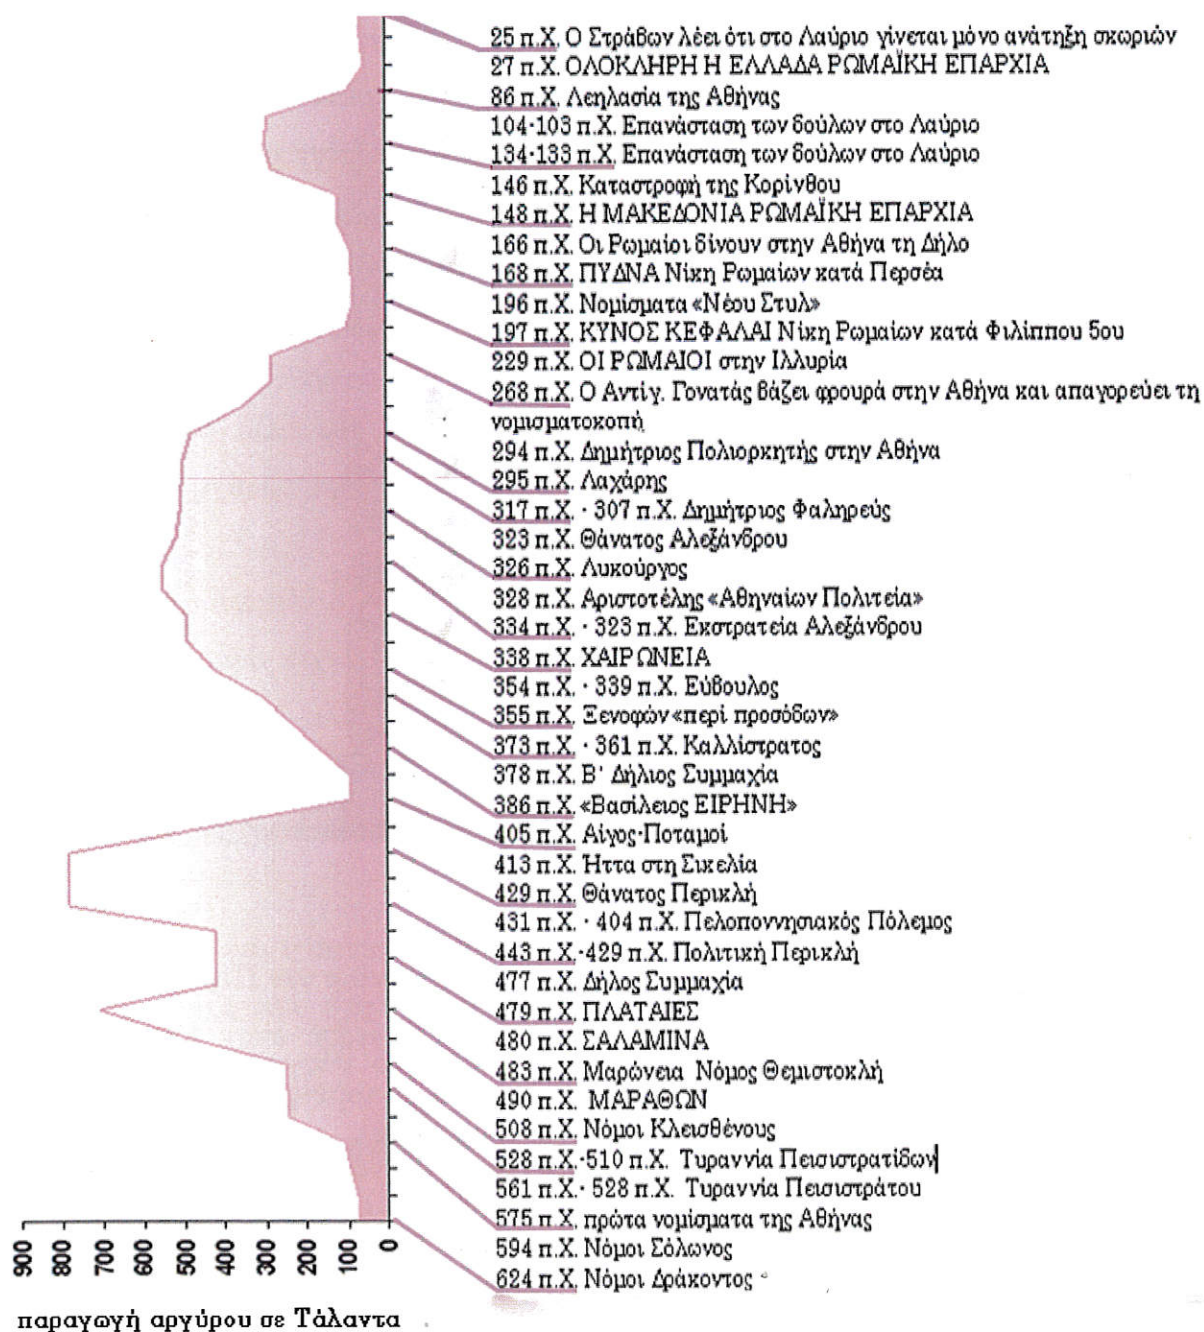 25 π.Χ. Ο Στράβων λέει ότι στο Λαύριο γίνεται μόνο ανάτηξη σκωριών
27 π.Χ. ΟΛΟΚΛΗΡΗ Η ΕΛΛΑΔΑ ΡΩΜΑΪΚΗ ΕΠΑΡΧΙΑ
86 π.Χ. Λεηλασία της Αθήνας
104·103 π.Χ. Επανάσταση των δούλων στο Λαύριο
134·133 π.Χ. Επανάσταση των δούλων στο Λαύριο
146 π.Χ. Καταστροφή της Κορίνθου
148 π.Χ. Η ΜΑΚΕΔΟΝΙΑ ΡΩΜΑΪΚΗ ΕΠΑΡΧΙΑ
166 π.Χ. Οι Ρωμαίοι δίνουν στην Αθήνα τη Δήλο
168 π.Χ. ΠΥΔΝΑ Νίκη Ρωμαίων κατά Περσέα
196 π.Χ. Νομίσματα «Νέου Στυλ»
197 π.Χ. ΚΥΝΟΣ ΚΕΦΑΛΑΙ Νίκη Ρωμαίων κατά Φιλίππου 5ου
229 π.Χ. ΟΙ ΡΩΜΑΙΟΙ στην Ιλλυρία
268 π.Χ. Ο Αντίγ. Γονατάς βάζει φρουρά στην Αθήνα και απαγορεύει τη
νομισματοκοπή
294 π.Χ. Δημήτριος Πολιορκητής στην Αθήνα
295 π.Χ. Λαχάρης
317 π.Χ. · 307 π.Χ. Δημήτριος Φαληρεύς
323 π.Χ. Θάνατος Αλεξάνδρου
326 π.Χ. Λυκούργος
328 π.Χ. Αριστοτέλης «Αθηναίων Πολιτεία»
334 π.Χ. · 323 π.Χ. Εκστρατεία Αλεξάνδρου
338 π.Χ. ΧΑΙΡΩΝΕΙΑ
354 π.Χ. · 339 π.Χ. Εύβουλος
355 π.Χ. Ξενοφών «περί προσόδων»
373 π.Χ. · 361 π.Χ. Καλλίστρατος
378 π.Χ. Β' Δήλιος Συμμαχία
386 π.Χ. «Βασίλειος ΕΙΡΗΝΗ»
405 π.Χ. Αίγος·Ποταμοί
413 π.Χ. Ήττα στη Σικελία
429 π.Χ. Θάνατος Περικλή
431 π.Χ. · 404 π.Χ. Πελοποννησιακός Πόλεμος
443 π.Χ.·429 π.Χ. Πολιτική Περικλή
477 π.Χ. Δήλος Συμμαχία
479 π.Χ. ΠΛΑΤΑΙΕΣ
480 π.Χ. ΣΑΛΑΜΙΝΑ
483 π.Χ. Μαρώνεια Νόμος Θεμιστοκλή
490 π.Χ. ΜΑΡΑΘΩΝ
508 π.Χ. Νόμοι Κλεισθένους
528 π.Χ.·510 π.Χ. Τυραννία Πεισιστρατίδων
561 π.Χ.· 528 π.Χ. Τυραννία Πεισιστράτου
575 π.Χ. πρώτα νομίσματα της Αθήνας
594 π.Χ. Νόμοι Σόλωνος
624 π.Χ. Νόμοι Δράκοντος
900 800 700 600 500 400 300 200 100 0
παραγωγή αργύρου σε Τάλαντα